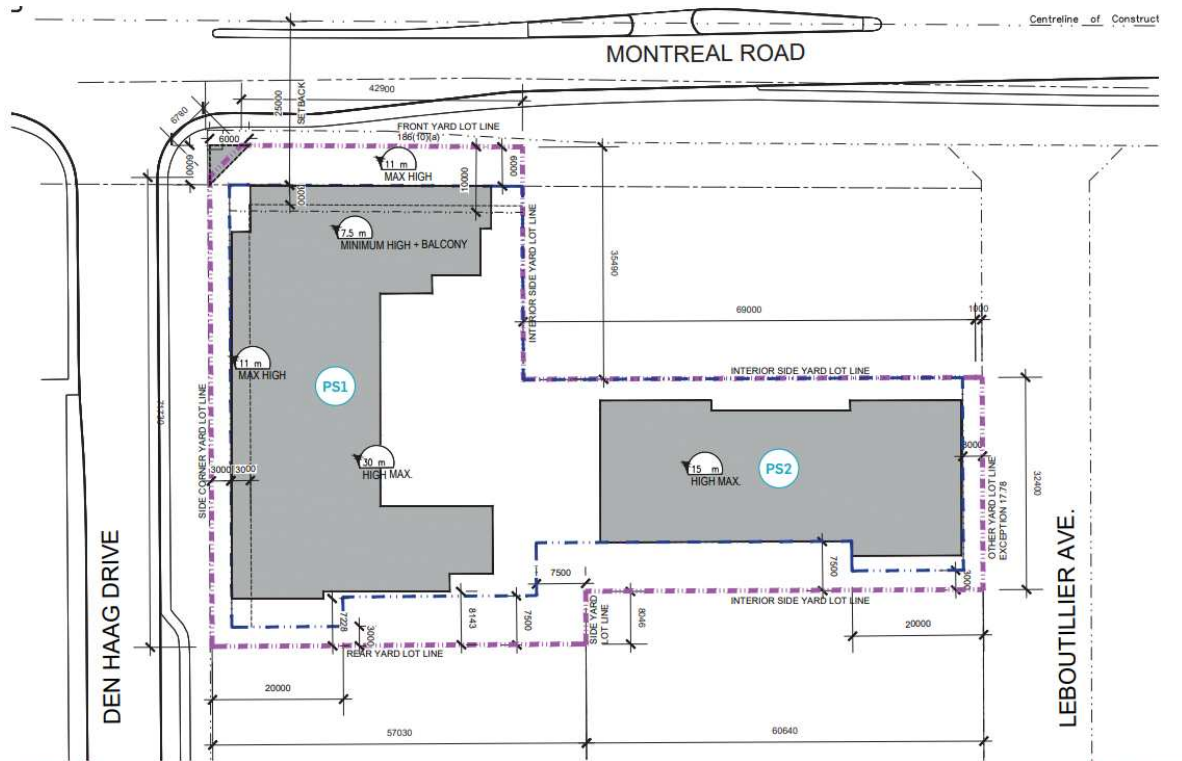 Centreline of Construct
MONTREAL ROAD
42900
25000
SETBACK
6780
6000
FRONT YARD LOT LINE
186(10)(a)
6000
11 m
MAX HIGH
10000
6000
7.5 m
MINIMUM HIGH + BALCONY
INTERIOR SIDE YARD LOT LINE
35490
69000
1000
11 m
MAX HIGH
PS1
INTERIOR SIDE YARD LOT LINE
SIDE CORNER YARD LOT LINE
30 m
HIGH MAX.
3000
3000
15 m
HIGH MAX.
PS2
3000
OTHER YARD LOT LINE
EXCEPTION 17.78
32400
DEN HAAG DRIVE
LEBOUTILLIER AVE.
7500
7500
3000
7228
3000
8143
7500
SIDE YARD
LOT LINE
8046
INTERIOR SIDE YARD LOT LINE
REAR YARD LOT LINE
20000
20000
57030
60640